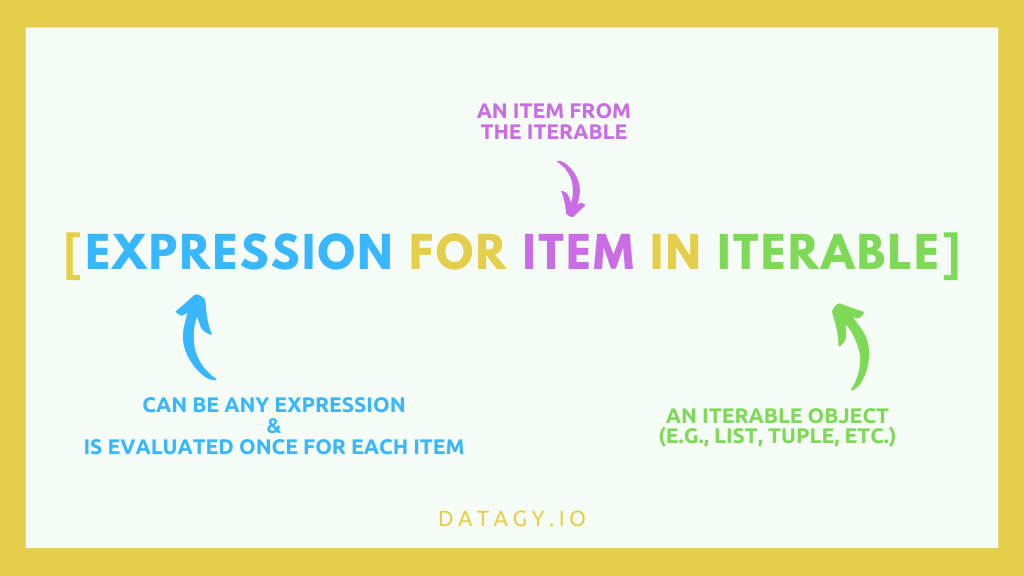 AN ITEM FROM
THE ITERABLE
[EXPRESSION FOR ITEM IN ITERABLE]
CAN BE ANY EXPRESSION
&
IS EVALUATED ONCE FOR EACH ITEM
AN ITERABLE OBJECT
(E.G., LIST, TUPLE, ETC.)
DATAGY.IO